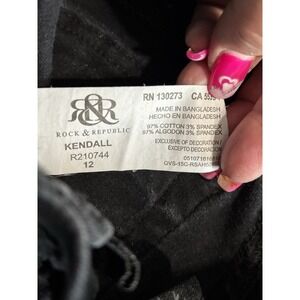 R&R
ROCK & REPUBLIC
KENDALL
R210744
12
RN 130273 CA
MADE IN BANGLADESH
HECHO EN BANGLADESH
97% COTTON 3% SPANDEX
97% ALGODON 3% SPANDEX
EXCLUSIVE OF DECORATION
EXCEPTO DECORACION